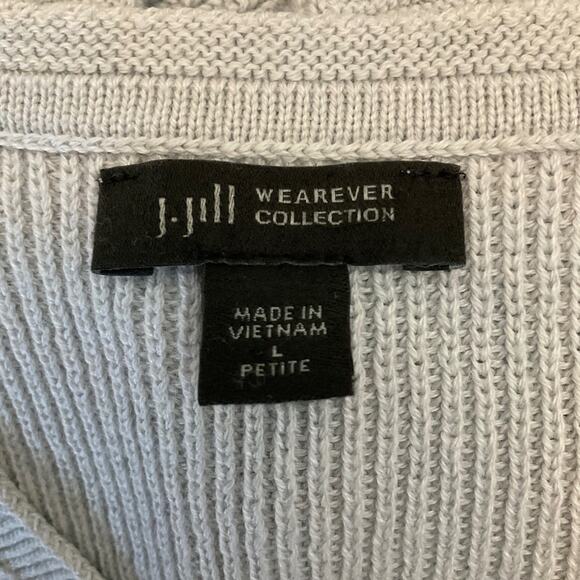 J.Jill WEAREVER
COLLECTION
MADE IN
VIETNAM
L
PETITE